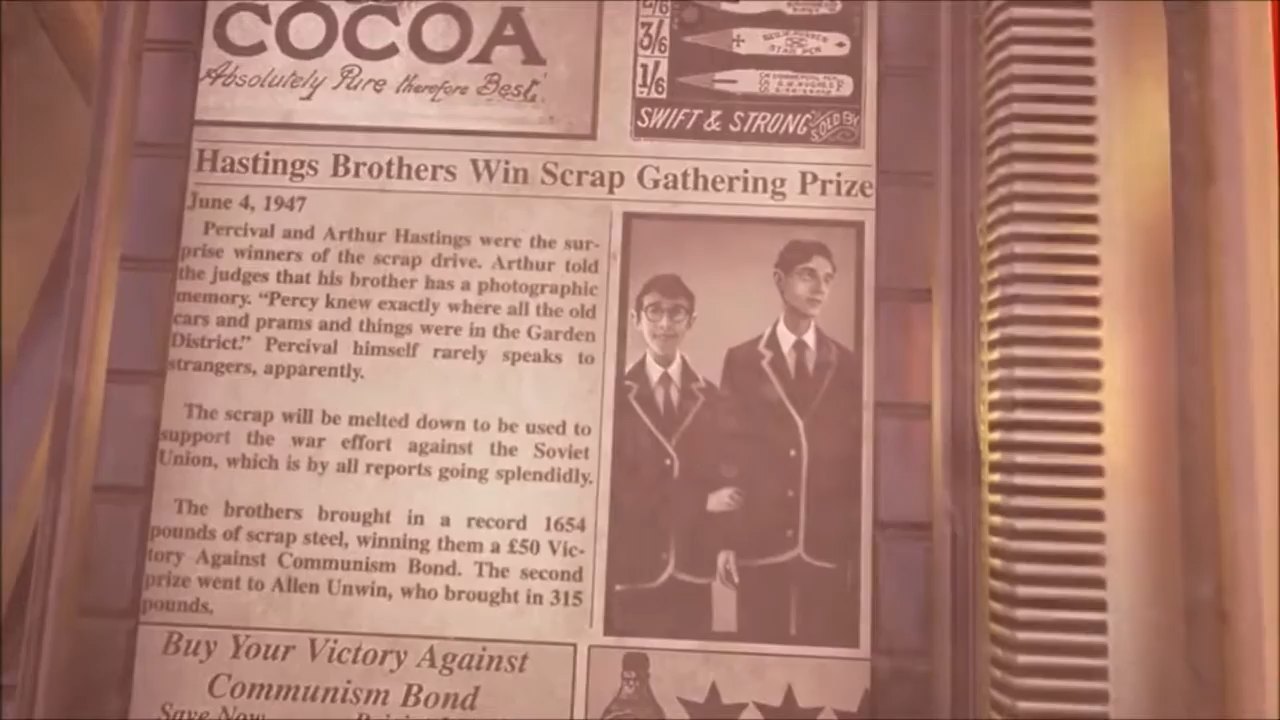 COCOA
Absolutely Pure therefore Best.
3/6
1/6
SWIFT & STRONG
SOLD BY
Hastings Brothers Win Scrap Gathering Prize
June 4, 1947
Percival and Arthur Hastings were the sur-
prise winners of the scrap drive. Arthur told
the judges that his brother has a photographic
memory. “Percy knew exactly where all the old
cars and prams and things were in the Garden
District.” Percival himself rarely speaks to
strangers, apparently.
The scrap will be melted down to be used to
support the war effort against the Soviet
Union, which is by all reports going splendidly.
The brothers brought in a record 1654
pounds of scrap steel, winning them a £50 Vic-
tory Against Communism Bond. The second
prize went to Allen Unwin, who brought in 315
pounds.
Buy Your Victory Against
Communism Bond
Save Now